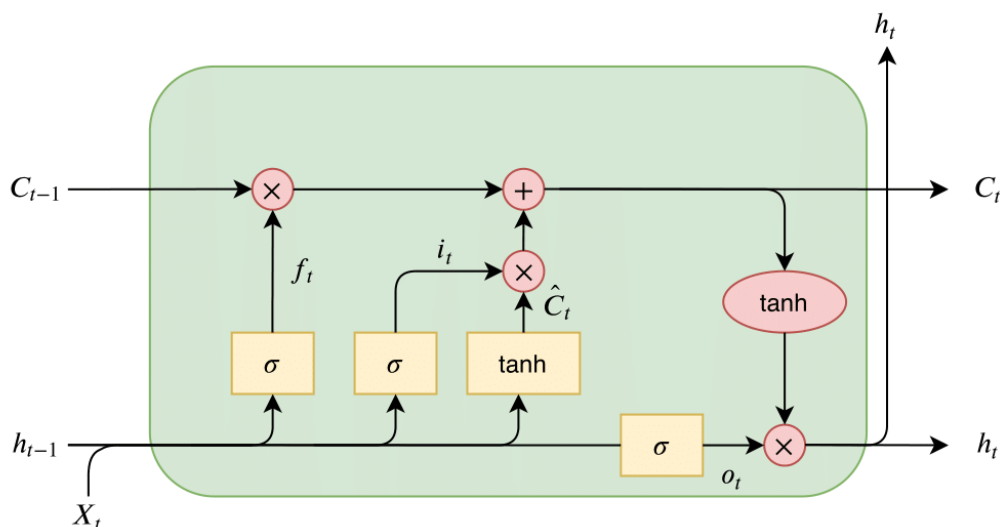 h_t
C_{t-1} × + C_t
f_t i_t × Ĉ_t tanh
σ σ tanh
h_{t-1} σ o_t × h_t
X_t